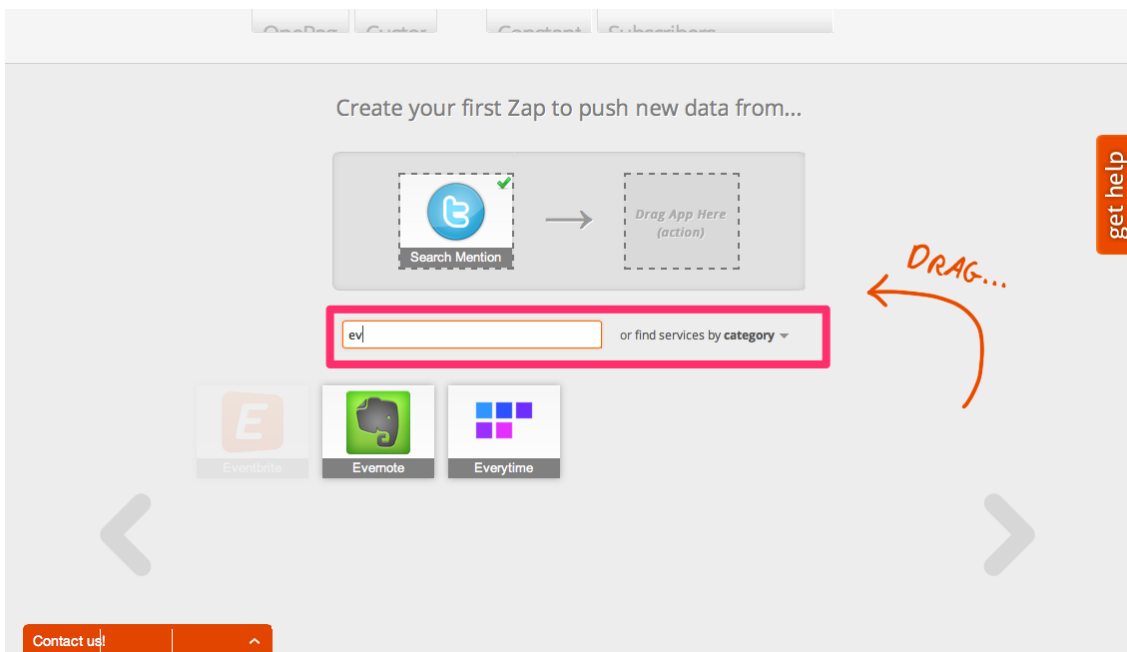 Create your first Zap to push new data from...
Search Mention
Drag App Here
(action)
DRAG...
get help
ev
or find services by category
E
Eventbrite
Evernote
Everytime
Contact us!